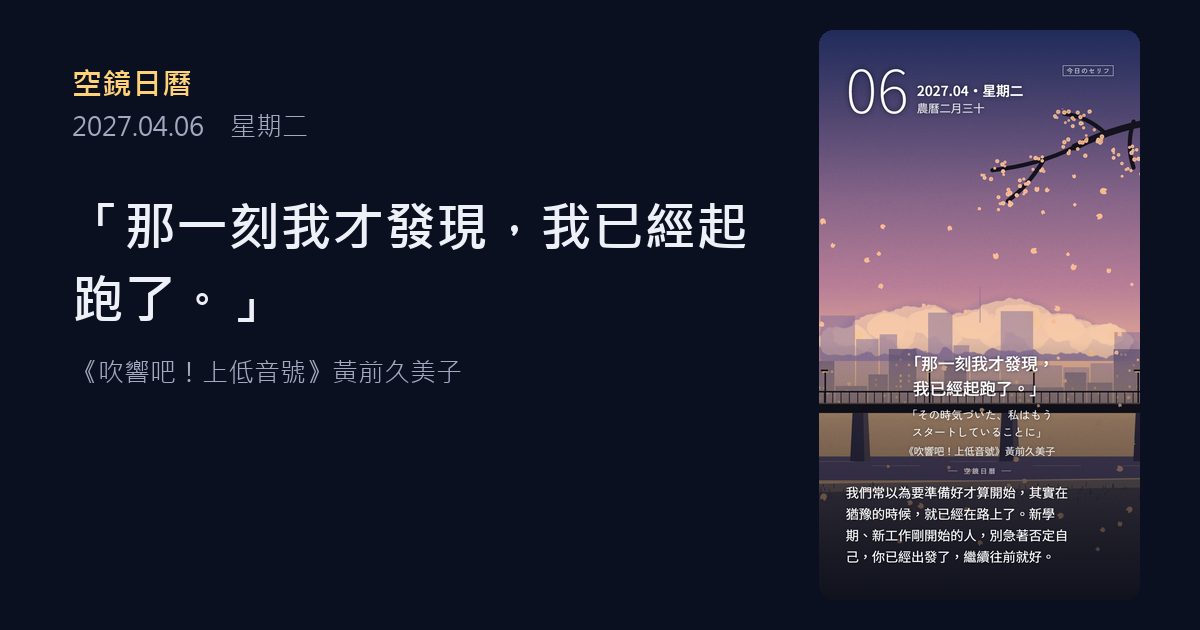 空鏡日曆
2027.04.06 星期二
「那一刻我才發現，我已經起
跑了。」
《吹響吧！上低音號》黃前久美子
今日のセリフ
06
2027.04・星期二
農曆二月三十
「那一刻我才發現，
我已經起跑了。」
「その時気づいた、私はもう
スタートしていることに」
《吹響吧！上低音號》黃前久美子
空鏡日曆
我們常以為要準備好才算開始，其實在
猶豫的時候，就已經在路上了。新學
期、新工作剛開始的人，別急著否定自
己，你已經出發了，繼續往前就好。